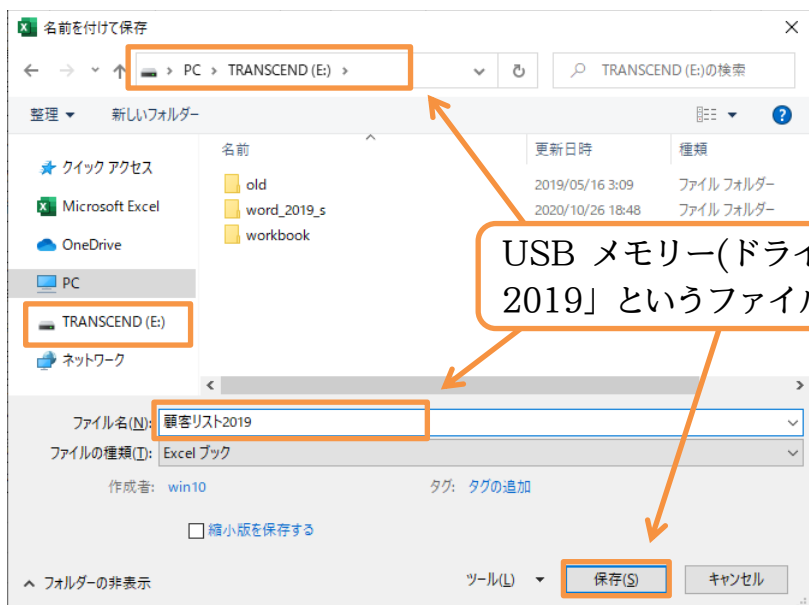 名前を付けて保存
PC › TRANSCEND (E:) ›
TRANSCEND (E:)の検索
整理 新しいフォルダー
名前 更新日時 種類
クイック アクセス
Microsoft Excel
OneDrive
PC
TRANSCEND (E:)
ネットワーク
old 2019/05/16 3:09 ファイル フォルダー
word_2019_s 2020/10/26 18:48 ファイル フォルダー
workbook
USB メモリー(ドライ
2019」というファイル
ファイル名(N): 顧客リスト2019
ファイルの種類(T): Excel ブック
作成者: win10 タグ: タグの追加
縮小版を保存する
フォルダーの非表示 ツール(L) 保存(S) キャンセル